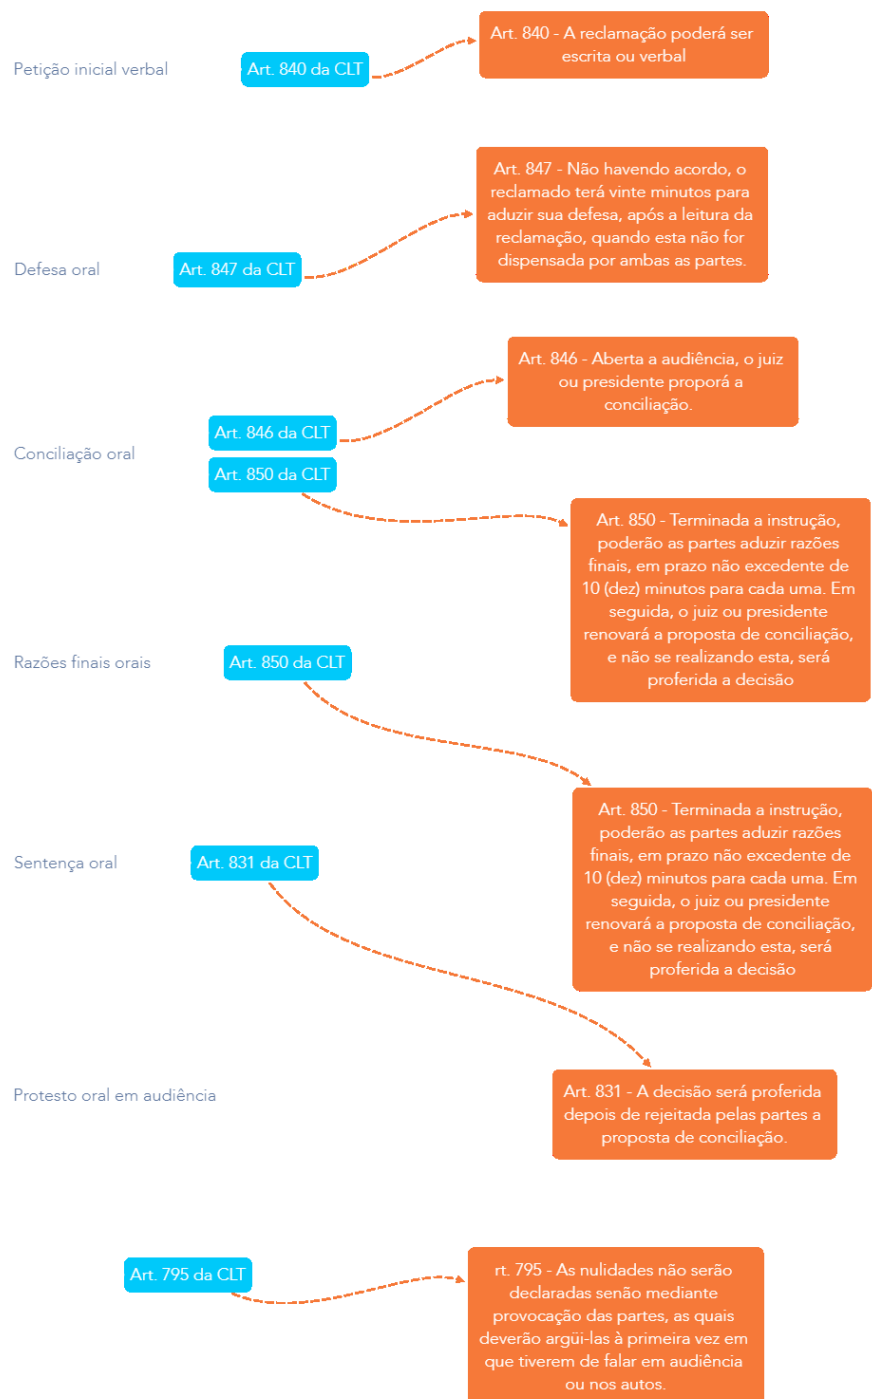 Petição inicial verbal
Art. 840 da CLT
Art. 840 - A reclamação poderá ser
escrita ou verbal
Defesa oral
Art. 847 da CLT
Art. 847 - Não havendo acordo, o
reclamado terá vinte minutos para
aduzir sua defesa, após a leitura da
reclamação, quando esta não for
dispensada por ambas as partes.
Conciliação oral
Art. 846 da CLT
Art. 850 da CLT
Art. 846 - Aberta a audiência, o juiz
ou presidente proporá a
conciliação.
Art. 850 - Terminada a instrução,
poderão as partes aduzir razões
finais, em prazo não excedente de
10 (dez) minutos para cada uma. Em
seguida, o juiz ou presidente
renovará a proposta de conciliação,
e não se realizando esta, será
proferida a decisão
Razões finais orais
Art. 850 da CLT
Art. 850 - Terminada a instrução,
poderão as partes aduzir razões
finais, em prazo não excedente de
10 (dez) minutos para cada uma. Em
seguida, o juiz ou presidente
renovará a proposta de conciliação,
e não se realizando esta, será
proferida a decisão
Sentença oral
Art. 831 da CLT
Art. 831 - A decisão será proferida
depois de rejeitada pelas partes a
proposta de conciliação.
Protesto oral em audiência
Art. 795 da CLT
rt. 795 - As nulidades não serão
declaradas senão mediante
provocação das partes, as quais
deverão argüi-las à primeira vez em
que tiverem de falar em audiência
ou nos autos.